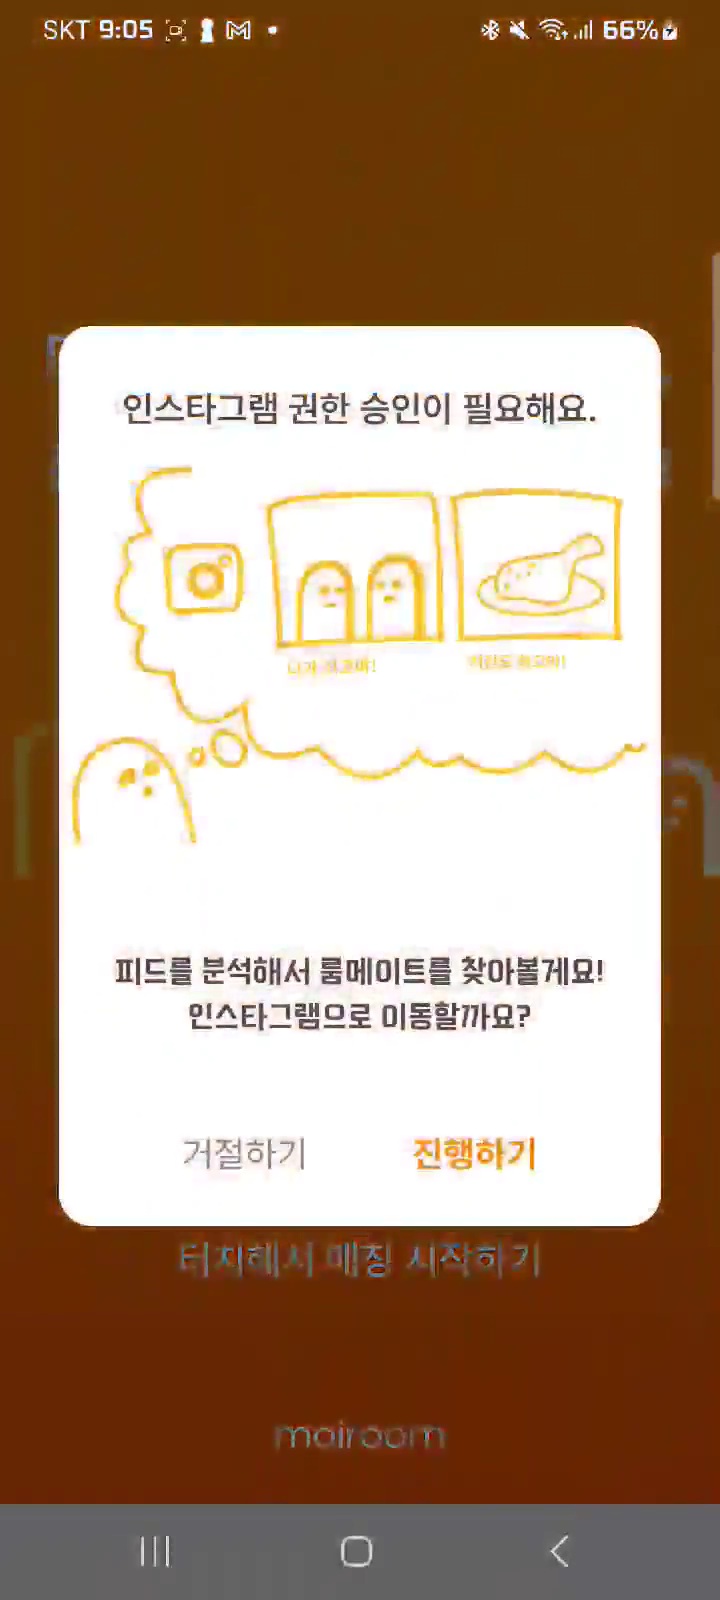 SKT 9:05
66%
인스타그램 권한 승인이 필요해요.
피드를 분석해서 룸메이트를 찾아볼게요!
인스타그램으로 이동할까요?
거절하기 진행하기
터치해서 매칭 시작하기
moiroom